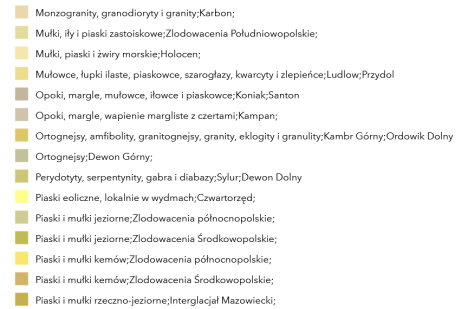 Monzogranity, granodioryty i granity;Karbon;
Mułki, iły i piaski zastoiskowe;Zlodowacenia Południowopolskie;
Mułki, piaski i żwiry morskie;Holocen;
Mułowce, łupki ilaste, piaskowce, szarogłazy, kwarcyty i zlepieńce;Ludlow;Przydol
Opoki, margle, mułowce, iłowce i piaskowce;Koniak;Santon
Opoki, margle, wapienie margliste z czertami;Kampan;
Ortognejsy, amfibolity, granitognejsy, granity, eklogity i granulity;Kambr Górny;Ordowik Dolny
Ortognejsy;Dewon Górny;
Perydotyty, serpentynity, gabra i diabazy;Sylur;Dewon Dolny
Piaski eoliczne, lokalnie w wydmach;Czwartorzęd;
Piaski i mułki jeziorne;Zlodowacenia północnopolskie;
Piaski i mułki jeziorne;Zlodowacenia Środkowopolskie;
Piaski i mułki kemów;Zlodowacenia północnopolskie;
Piaski i mułki kemów;Zlodowacenia Środkowopolskie;
Piaski i mułki rzeczno-jeziorne;Interglacjał Mazowiecki;